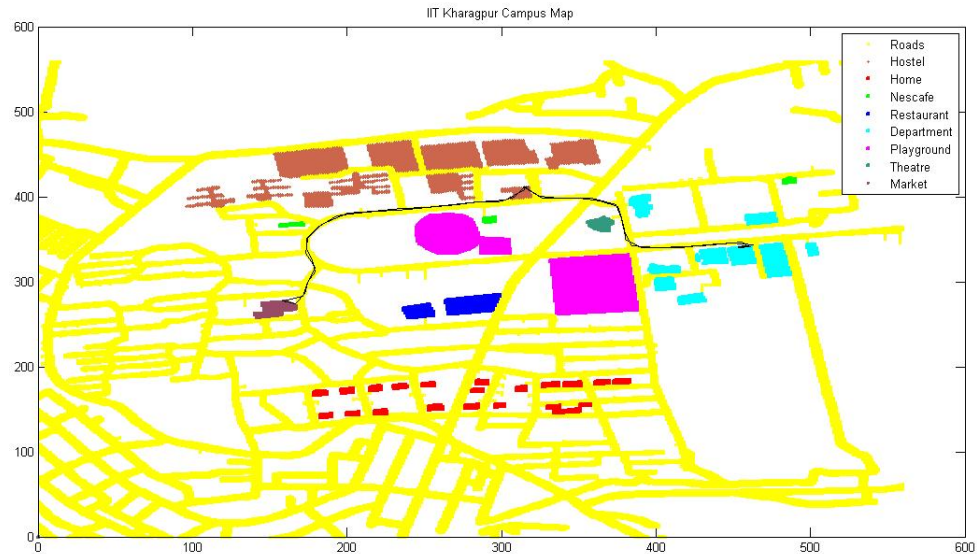 IIT Kharagpur Campus Map
600
500
400
300
200
100
0
0 100 200 300 400 500 600
Roads
Hostel
Home
Nescafe
Restaurant
Department
Playground
Theatre
Market